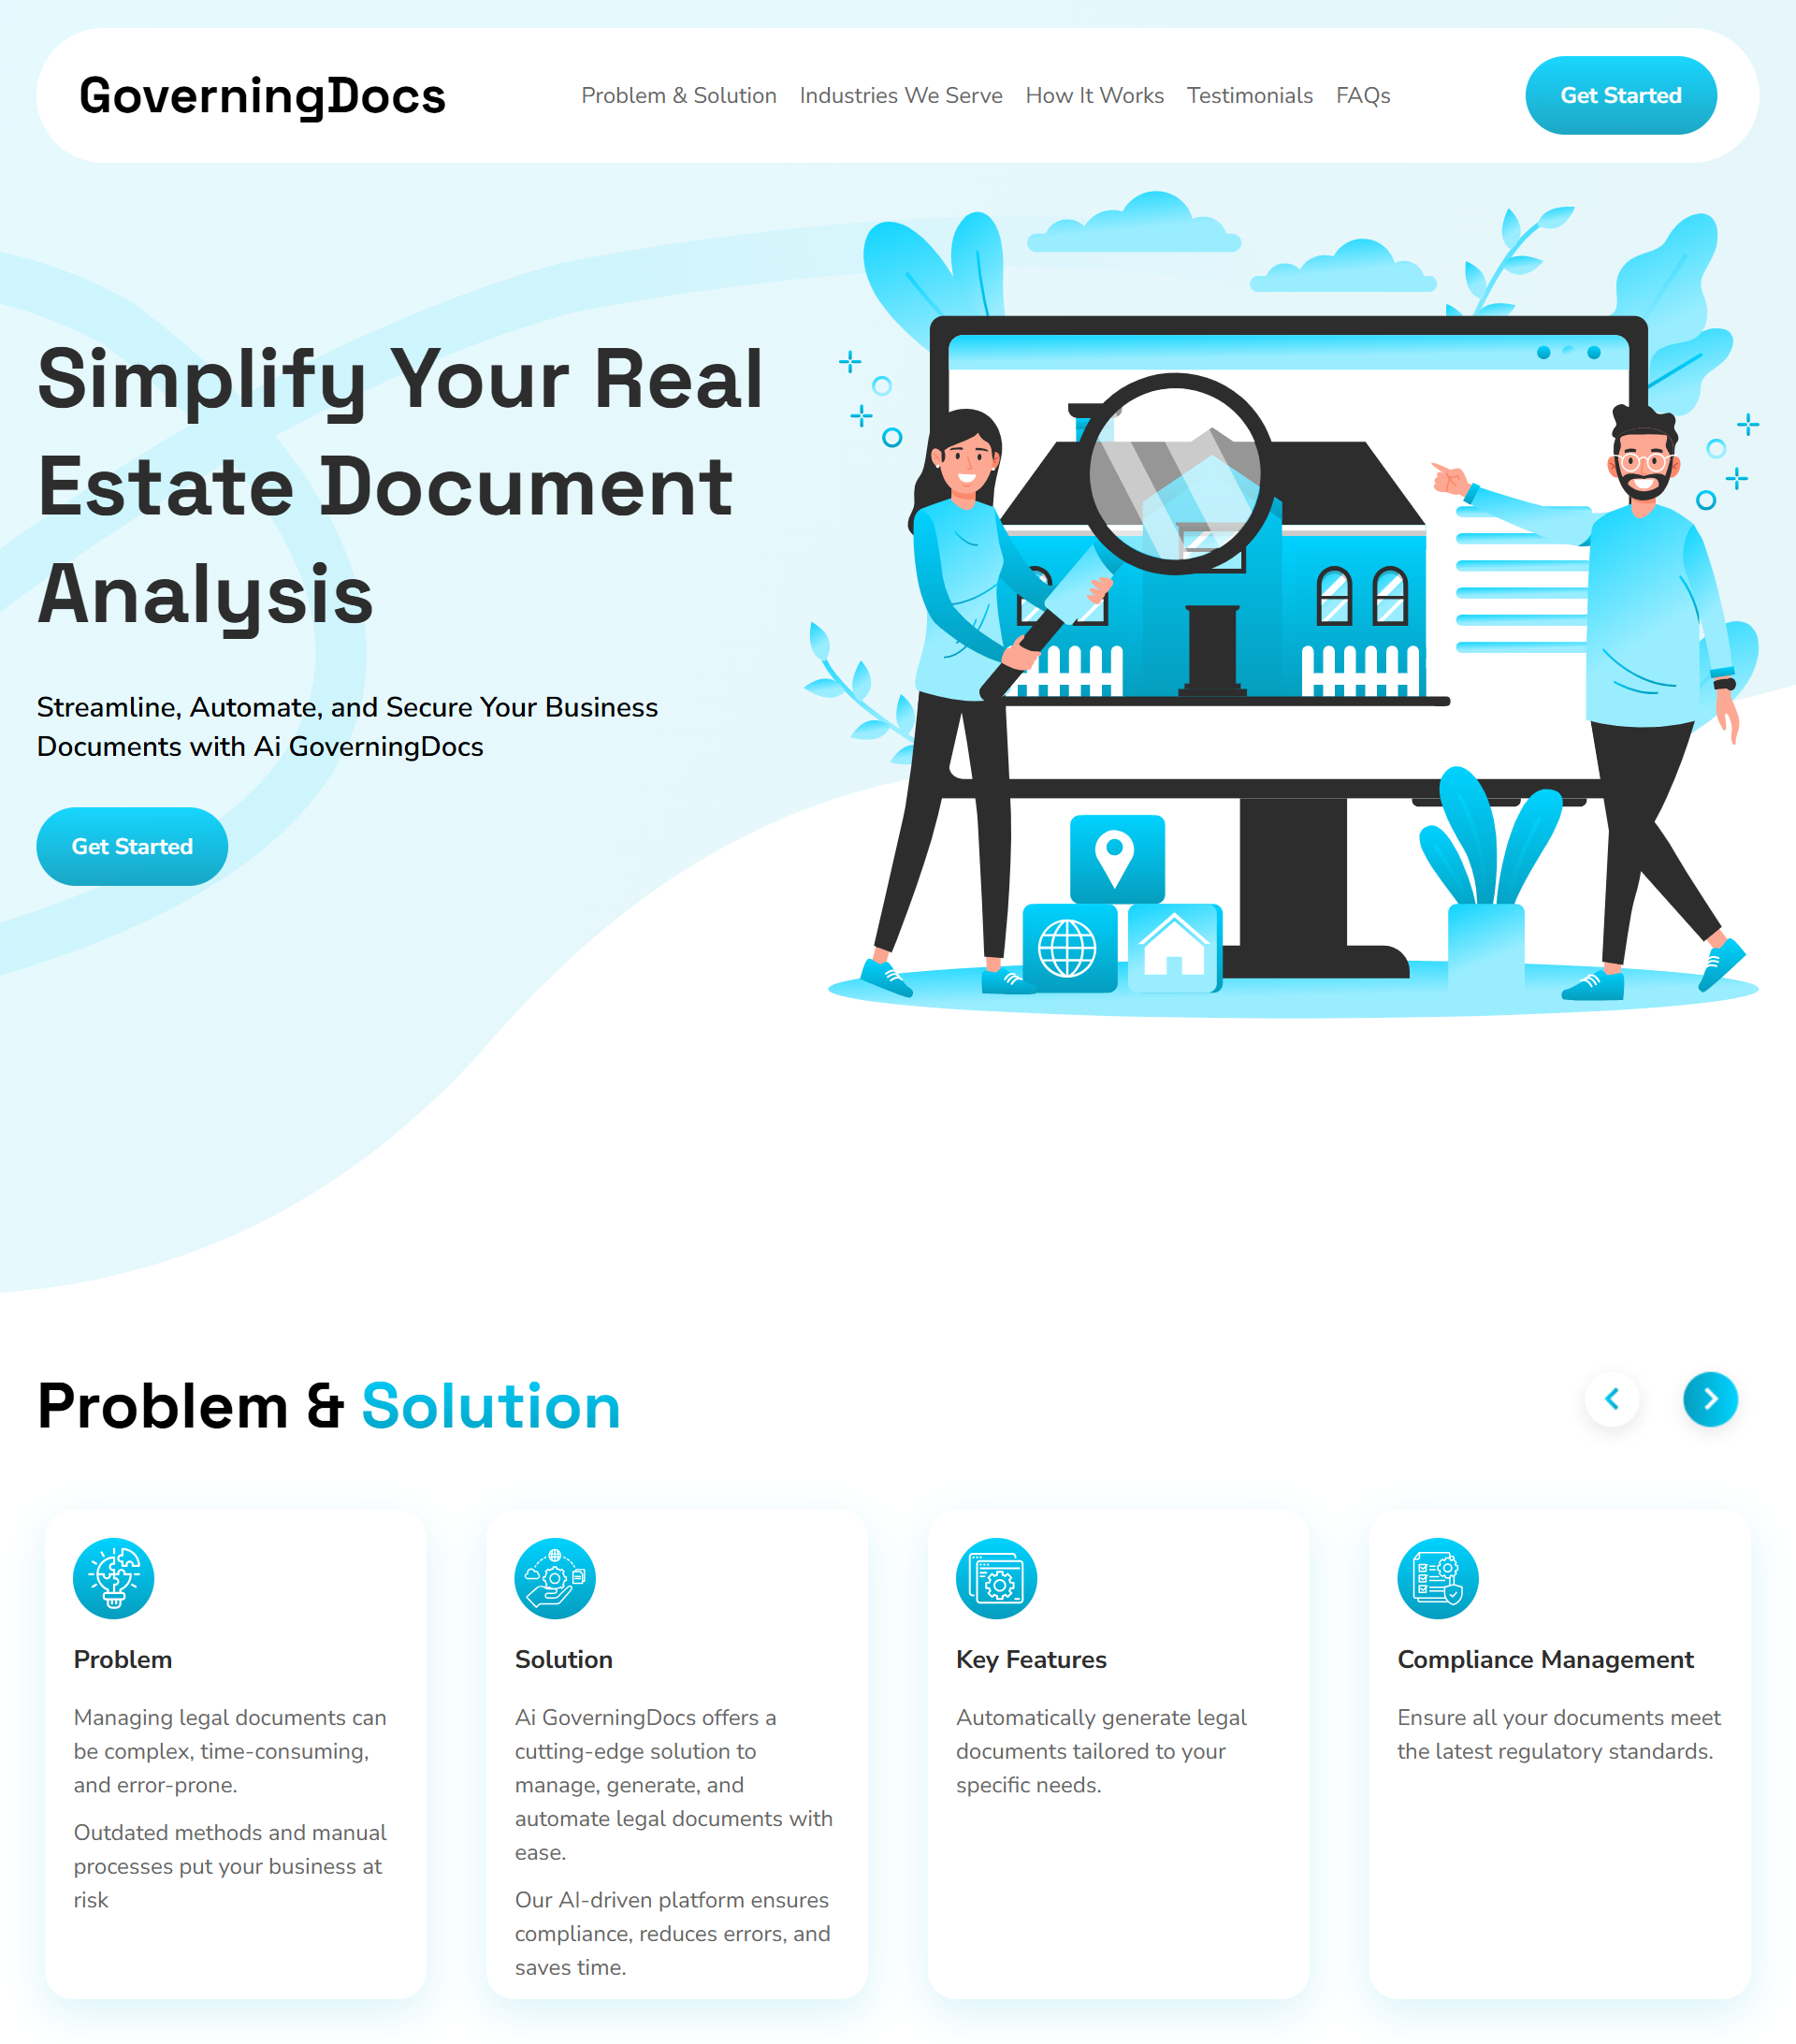 GoverningDocs
Problem & Solution
Industries We Serve
How It Works
Testimonials
FAQs
Get Started
Simplify Your Real
Estate Document
Analysis
Streamline, Automate, and Secure Your Business
Documents with Ai GoverningDocs
Get Started
Problem & Solution
Problem
Managing legal documents can
be complex, time-consuming,
and error-prone.
Outdated methods and manual
processes put your business at
risk
Solution
Ai GoverningDocs offers a
cutting-edge solution to
manage, generate, and
automate legal documents with
ease.
Our AI-driven platform ensures
compliance, reduces errors, and
saves time.
Key Features
Automatically generate legal
documents tailored to your
specific needs.
Compliance Management
Ensure all your documents meet
the latest regulatory standards.